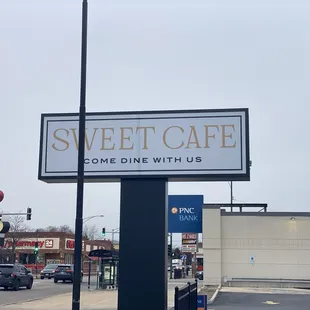 SWEET CAFE
COME DINE WITH US
PNC
BANK